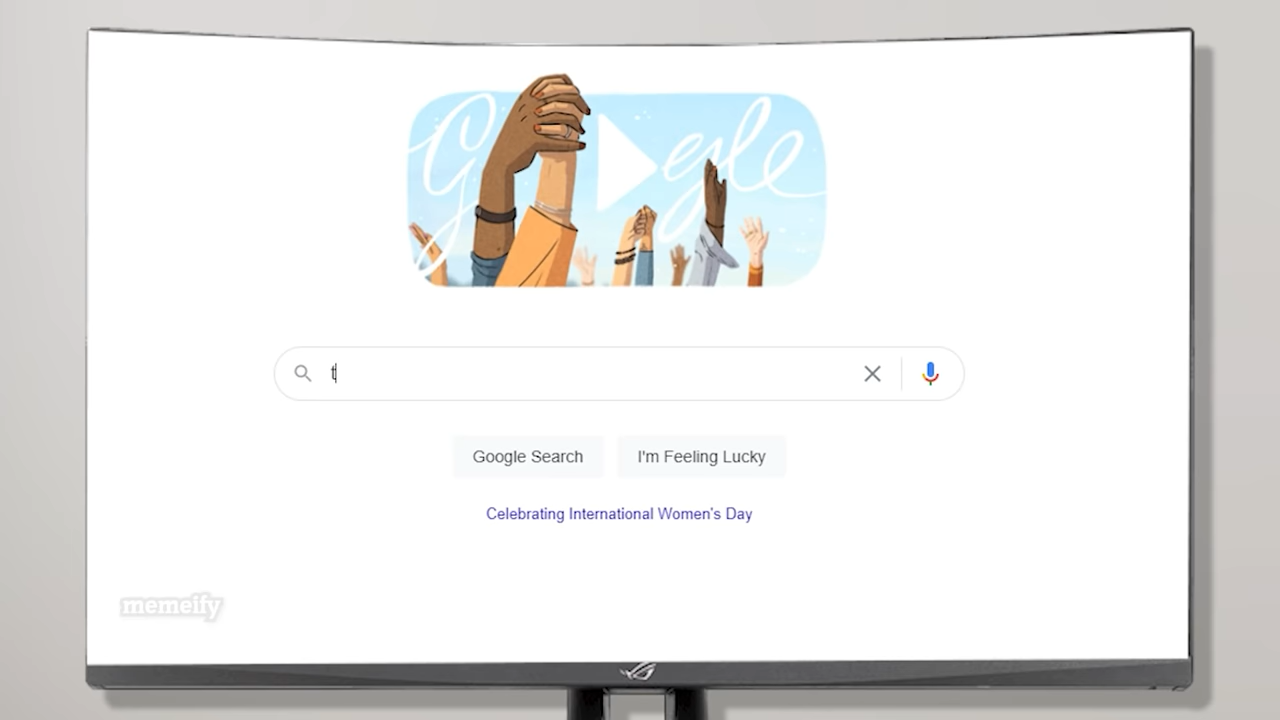 Google
t
Google Search
I'm Feeling Lucky
Celebrating International Women's Day
memeify